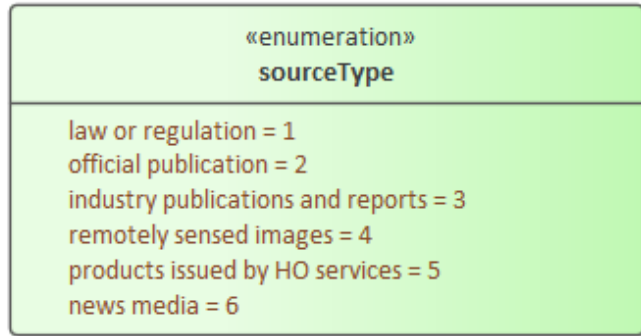 «enumeration»
sourceType
law or regulation = 1
official publication = 2
industry publications and reports = 3
remotely sensed images = 4
products issued by HO services = 5
news media = 6